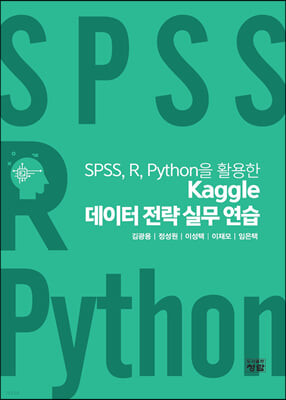 SPSS
R
Python
SPSS, R, Python을 활용한
Kaggle
데이터 전략 실무 연습
김광용 | 정성원 | 이성택 | 이재모 | 임은택
청람